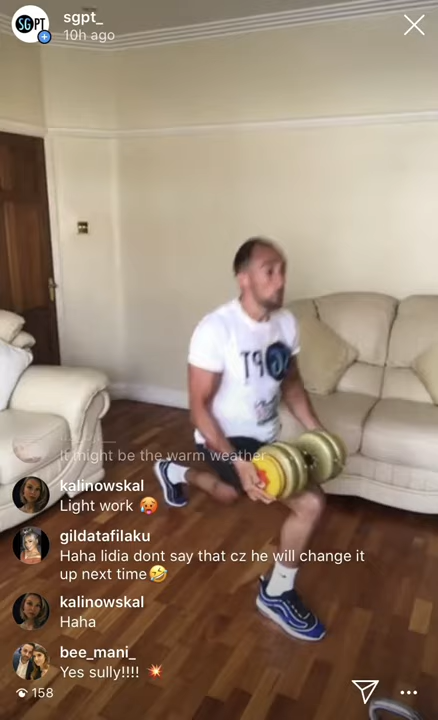 SGPT
sgpt_
10h ago
It might be the warm weather
kalinowskal
Light work 🥵
gildatafilaku
Haha lidia dont say that cz he will change it
up next time🤣
kalinowskal
Haha
bee_mani_
Yes sully!!!! 💥
158